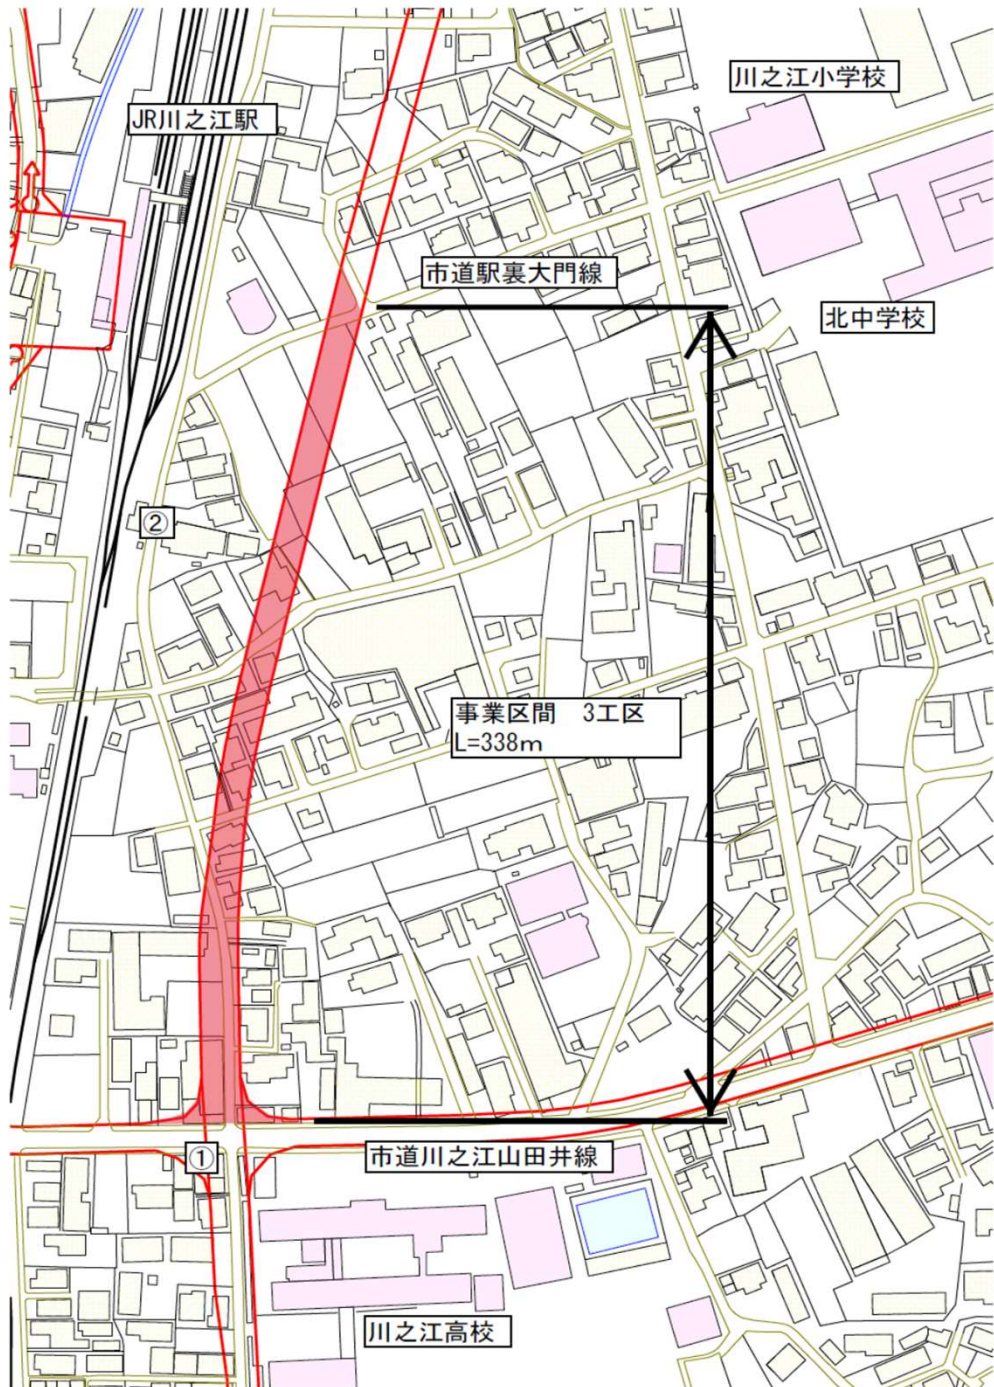 川之江小学校
JR川之江駅
市道駅裏大門線
北中学校
②
事業区間　3工区
L=338m
①
市道川之江山田井線
川之江高校